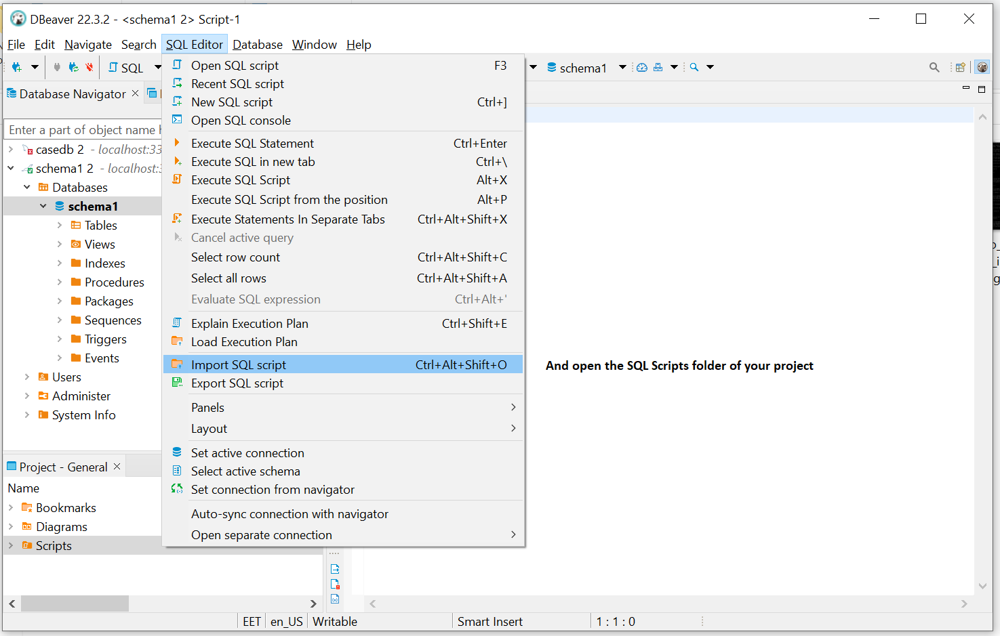 DBeaver 22.3.2 - <schema1 2> Script-1
File Edit Navigate Search SQL Editor Database Window Help
SQL
schema1
Database Navigator
Enter a part of object name h
casedb 2 - localhost:33
schema1 2 - localhost:3
Databases
schema1
Tables
Views
Indexes
Procedures
Packages
Sequences
Triggers
Events
Users
Administer
System Info
Project - General
Name
Bookmarks
Diagrams
Scripts
Open SQL script F3
Recent SQL script
New SQL script Ctrl+]
Open SQL console
Execute SQL Statement Ctrl+Enter
Execute SQL in new tab Ctrl+\
Execute SQL Script Alt+X
Execute SQL Script from the position Alt+P
Execute Statements In Separate Tabs Ctrl+Alt+Shift+X
Cancel active query
Select row count Ctrl+Alt+Shift+C
Select all rows Ctrl+Alt+Shift+A
Evaluate SQL expression Ctrl+Alt+'
Explain Execution Plan Ctrl+Shift+E
Load Execution Plan
Import SQL script Ctrl+Alt+Shift+O
Export SQL script
Panels
Layout
Set active connection
Select active schema
Set connection from navigator
Auto-sync connection with navigator
Open separate connection
And open the SQL Scripts folder of your project
EET en_US Writable Smart Insert 1 : 1 : 0